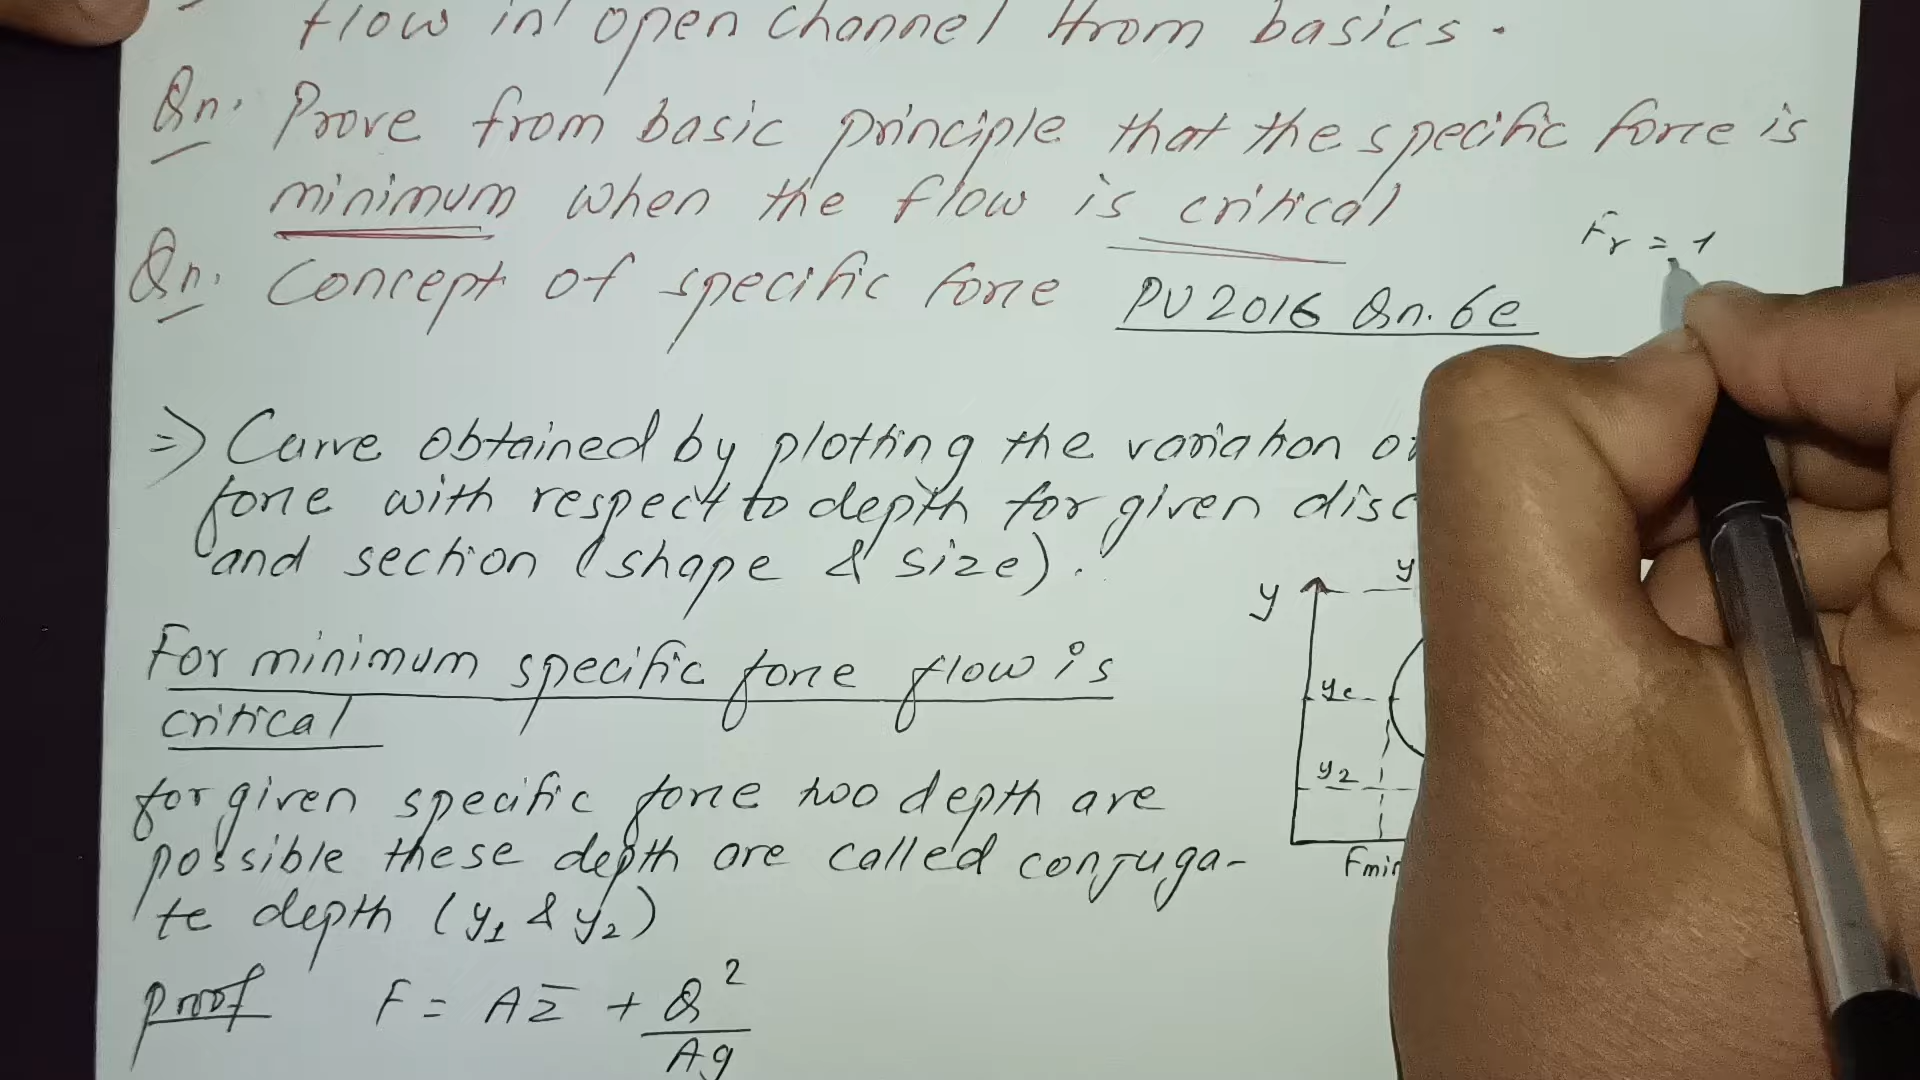 flow in open channel from basics.
Qn. Prove from basic principle that the specific force is
minimum when the flow is critical
Fr = 1
Qn. Concept of specific force PU 2016 Qn. 6e
=> Curve obtained by plotting the variation of
force with respect to depth for given disc
and section (shape & size).
y
y
For minimum specific force flow is
critical
yc
for given specific force two depth are
y2
possible these depth are called conjuga-
Fmin
te depth (y1 & y2)
Proof F = Az̅ + Q²
Ag